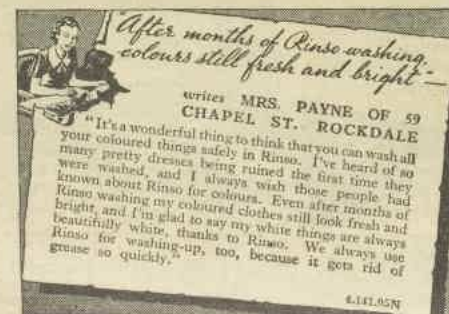 "After months of Rinso washing,
colours still fresh and bright"—
writes MRS. PAYNE OF 59
CHAPEL ST. ROCKDALE
"It's a wonderful thing to think that you can wash all
your coloured things safely in Rinso. I've heard of so
many pretty dresses being ruined the first time they
were washed, and I always wish those people had
known about Rinso for colours. Even after months of
Rinso washing my coloured clothes still look fresh and
bright, and I'm glad to say my white things are always
beautifully white, thanks to Rinso. We always use
Rinso for washing-up, too, because it gets rid of
grease so quickly."
4.141.95N